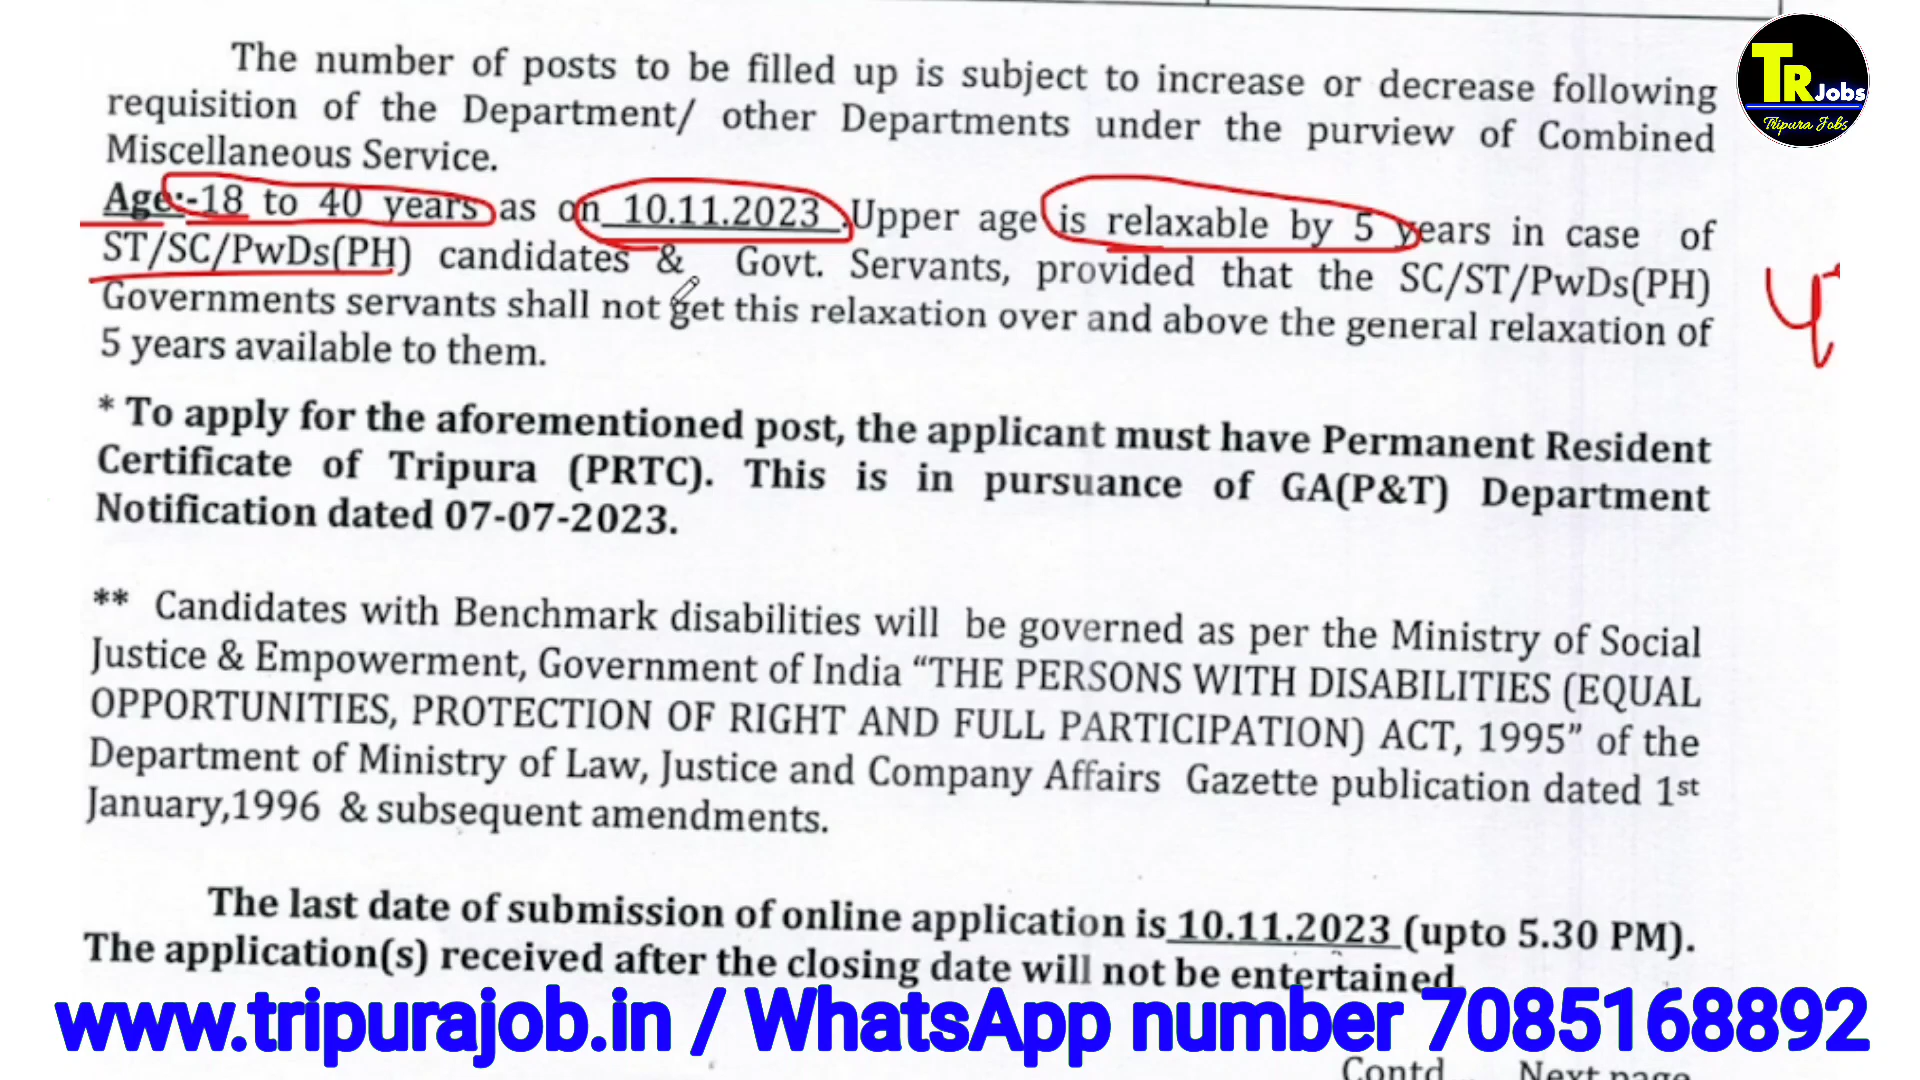 The number of posts to be filled up is subject to increase or decrease following
requisition of the Department/ other Departments under the purview of Combined
Miscellaneous Service.
Age:-18 to 40 years as on 10.11.2023 .Upper age is relaxable by 5 years in case of
ST/SC/PwDs(PH) candidates & Govt. Servants, provided that the SC/ST/PwDs(PH)
Governments servants shall not get this relaxation over and above the general relaxation of
5 years available to them.
* To apply for the aforementioned post, the applicant must have Permanent Resident
Certificate of Tripura (PRTC). This is in pursuance of GA(P&T) Department
Notification dated 07-07-2023.
** Candidates with Benchmark disabilities will be governed as per the Ministry of Social
Justice & Empowerment, Government of India “THE PERSONS WITH DISABILITIES (EQUAL
OPPORTUNITIES, PROTECTION OF RIGHT AND FULL PARTICIPATION) ACT, 1995” of the
Department of Ministry of Law, Justice and Company Affairs Gazette publication dated 1st
January,1996 & subsequent amendments.
The last date of submission of online application is 10.11.2023 (upto 5.30 PM).
The application(s) received after the closing date will not be entertained.
www.tripurajob.in / WhatsApp number 7085168892
Contd... Next page
TR Jobs
Tripura Jobs